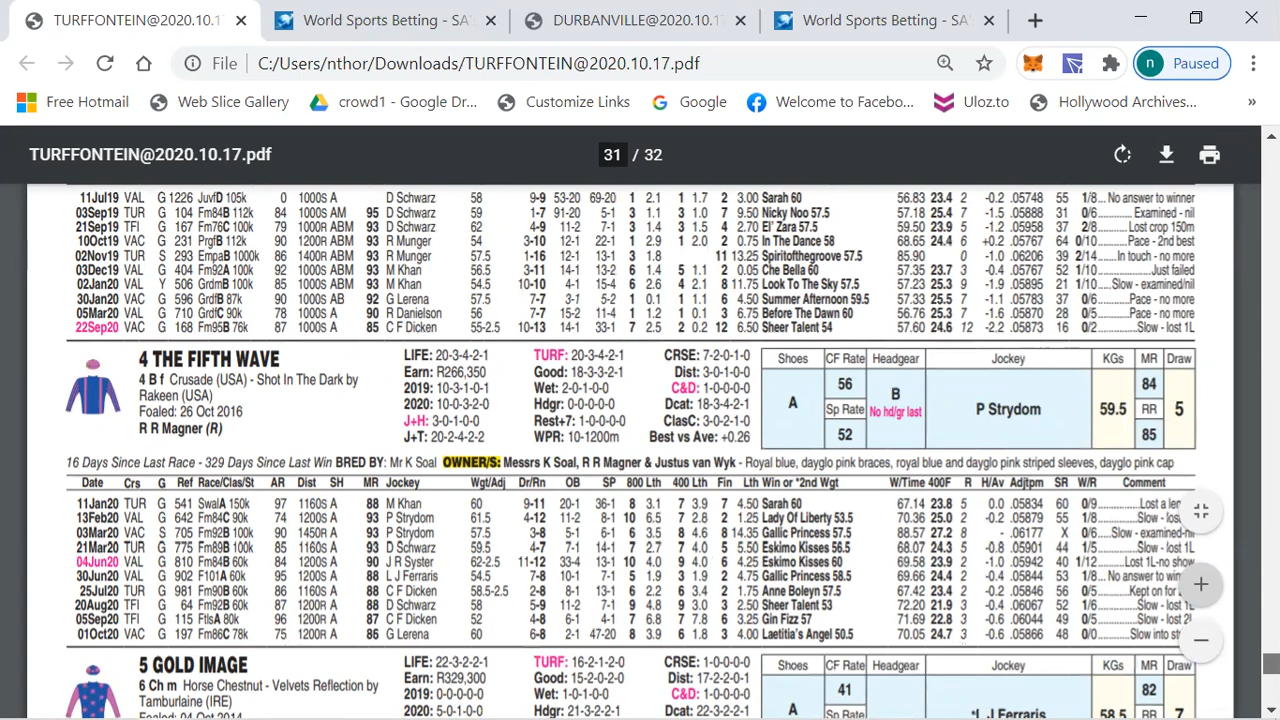 TURFFONTEIN@2020.10.17 World Sports Betting - SA' DURBANVILLE@2020.10.17 World Sports Betting - SA'
File C:/Users/nthor/Downloads/TURFFONTEIN@2020.10.17.pdf n Paused
Free Hotmail Web Slice Gallery crowd1 - Google Dr... Customize Links Google Welcome to Faceb... Uloz.to Hollywood Archives... »
TURFFONTEIN@2020.10.17.pdf 31 / 32
11Jul19 VAL G 1226 JuvfD 105k 0 1000S A D Schwarz 58 9-9 53-20 69-20 1 2.1 1 1.7 2 3.00 Sarah 60 56.83 23.4 2 -0.2 .05748 55 1/8... No answer to winner
03Sep19 TUR G 104 Fm84B 112k 84 1000S AM 95 D Schwarz 59 1-7 91-20 5-1 3 1.1 3 1.0 7 9.50 Nicky Noo 57.5 57.18 25.4 7 -1.5 .05888 31 0/6............ Examined - nil
21Sep19 TFI G 167 Fm76C 100k 79 1000R ABM 93 D Schwarz 62 4-9 11-2 7-1 3 1.4 3 1.5 4 2.70 El' Zara 57.5 59.50 23.9 5 -1.2 .05958 37 2/8.......... Lost crop 150m
10Oct19 VAC G 231 PrgfB 112k 90 1000S ABM 93 R Munger 54 3-10 12-1 22-1 1 2.9 1 2.0 2 0.75 In The Dance 58 68.65 24.4 6 +0.2 .05767 64 0/10........ Pace - 2nd best
02Nov19 TUR S 293 EmpaB 1000k 86 1000S ABM 93 R Munger 57.5 1-16 12-1 13-1 3 1.8 11 13.25 Spiritofthegroove 57.5 85.90 0 -1.0 .06206 39 2/14....... In touch - no more
03Dec19 VAL G 404 Fm92A 100k 92 1000S ABM 93 M Khan 56.5 3-11 14-1 13-2 6 1.4 5 1.1 2 0.05 Che Bella 60 57.35 23.7 3 -0.4 .05767 52 1/10................Just failed
02Jan20 VAL Y 506 GrdmB 100k 85 1000S ABM 93 M Khan 54.5 10-10 4-1 15-4 6 2.6 4 2.1 8 11.75 Look To The Sky 57.5 57.23 25.3 9 -1.9 .05895 21 1/10..... Slow - examined/nil
30Jan20 VAC G 596 GrdfB 87k 90 1000S AB 92 G Lerena 57.5 7-7 3-1 5-2 1 0.1 1 1.1 6 4.50 Summer Afternoon 59.5 57.33 25.5 7 -1.1 .05783 37 0/6............ Pace - no more
05Mar20 VAL G 710 GrdfC 90k 78 1000S A 90 R Danielson 57 7-7 15-2 11-4 1 1.2 1 0.1 3 6.75 Before The Dawn 60 56.76 25.3 7 -1.6 .05870 28 0/5............ Pace - no more
22Sep20 VAC G 168 Fm95B 76k 87 1000S A 85 C F Dicken 55-2.5 10-13 14-1 33-1 7 2.5 2 0.2 12 6.50 Sheer Talent 54 57.60 24.6 12 -2.2 .05873 16 0/2............Slow - lost 1L
4 THE FIFTH WAVE LIFE: 20-3-4-2-1 TURF: 20-3-4-2-1 CRSE: 7-2-0-1-0 Shoes CF Rate Headgear Jockey KGs MR Draw
4 B f Crusade (USA) - Shot In The Dark by Earn: R266,350 Good: 18-3-3-2-1 Dist: 3-0-1-0-0 56 84
Rakeen (USA) 2019: 10-3-1-0-1 Wet: 2-0-1-0-0 C&D: 1-0-0-0-0 A B P Strydom 59.5 5
Foaled: 26 Oct 2016 2020: 10-0-3-2-0 Hdgr: 0-0-0-0-0 Dcat: 18-3-4-2-1 Sp Rate No hd/gr last RR
R R Magner (R) J+H: 3-0-1-0-0 Rest+7: 1-0-0-0-0 ClasC: 3-0-2-1-0 52 85
J+T: 20-2-4-2-2 WPR: 10-1200m Best vs Ave: +0.26
16 Days Since Last Race - 329 Days Since Last Win BRED BY: Mr K Soal OWNER/S: Messrs K Soal, R R Magner & Justus van Wyk - Royal blue, dayglo pink braces, royal blue and dayglo pink striped sleeves, dayglo pink cap
Date Crs G Ref Race/Clas/St AR Dist SH MR Jockey Wgt/Adj Dr/Rn OB SP 800 Lth 400 Lth Fin Lth Win or *2nd Wgt W/Time 400F R H/Av Adjtpm SR W/R Comment
11Jan20 TUR G 541 SwalA 150k 97 1160S A 88 M Khan 60 9-11 20-1 36-1 8 3.1 7 3.9 7 4.50 Sarah 60 67.14 23.8 5 0.0 .05834 60 0/9............ Lost a len
13Feb20 VAL G 642 Fm84C 90k 74 1200S A 93 P Strydom 61.5 4-12 11-2 8-1 10 6.5 7 2.8 2 1.25 Lady Of Liberty 53.5 70.36 25.0 2 -0.2 .05879 55 1/8............ Slow - los
03Mar20 VAC S 705 Fm92B 100k 90 1450R A 93 P Strydom 57.5 3-8 5-1 6-1 6 3.5 8 4.6 8 14.35 Gallic Princess 57.5 88.57 27.2 8 - .06177 X 0/6...Slow - examined-nil
21Mar20 TUR G 775 Fm89B 100k 85 1160S A 93 D Schwarz 59.5 4-7 7-1 14-1 7 2.7 7 4.0 5 5.50 Eskimo Kisses 56.5 68.07 24.3 5 -0.8 .05901 44 1/5........... Slow - lost 1L
04Jun20 VAL G 810 Fm84B 60k 84 1200S A 90 J R Syster 62-2.5 11-12 33-4 13-1 10 4.0 9 4.0 6 4.25 Eskimo Kisses 60 69.58 23.9 2 -1.0 .05942 40 1/12.......Lost 1L-no show
30Jun20 VAL G 902 F101A 60k 95 1200S A 88 L J Ferraris 54.5 7-8 10-1 7-1 5 1.9 3 1.9 2 4.75 Gallic Princess 58.5 69.66 24.4 2 -0.4 .05844 53 1/8... No answer to winn
25Jul20 TUR G 981 Fm90B 60k 86 1160S A 88 C F Dicken 58.5-2.5 2-8 8-1 13-1 6 2.2 6 3.4 2 1.75 Anne Boleyn 57.5 67.42 23.4 2 -0.2 .05846 56 0/5............ Kept on for
20Aug20 TFI G 64 Fm92B 60k 87 1200R A 88 D Schwarz 58 5-9 11-2 7-1 9 4.8 9 3.0 3 2.50 Sheer Talent 53 72.20 21.9 3 -0.4 .06067 52 1/6............ Slow - lost 1L
05Sep20 TFI G 115 FtlsA 80k 96 1200R A 87 C F Dicken 52 4-8 6-1 4-1 7 6.8 7 7.8 6 3.25 Gin Fizz 57 71.69 22.8 6 -0.6 .06044 49 0/5............ Slow - lost 2L
01Oct20 VAC G 197 Fm86C 78k 75 1200R A 86 G Lerena 60 6-8 2-1 47-20 8 3.9 6 1.8 3 4.00 Laetitia's Angel 50.5 70.05 24.7 3 -0.6 .05866 48 0/0............Slow into st
5 GOLD IMAGE LIFE: 22-3-2-2-1 TURF: 16-2-1-2-0 CRSE: 1-0-0-0-0 Shoes CF Rate Headgear Jockey KGs MR Draw
6 Ch m Horse Chestnut - Velvets Reflection by Earn: R329,300 Good: 15-2-0-2-0 Dist: 17-2-2-0-1 41 82
Tamburlaine (IRE) 2019: 0-0-0-0-0 Wet: 1-0-1-0-0 C&D: 1-0-0-0-0
Foaled: 04 Oct 2014 2020: 5-0-1-0-0 Hdgr: 21-3-2-2-1 Dcat: 22-3-2-2-1 A Sp Rate *L J Ferraris 58.5 RR 7